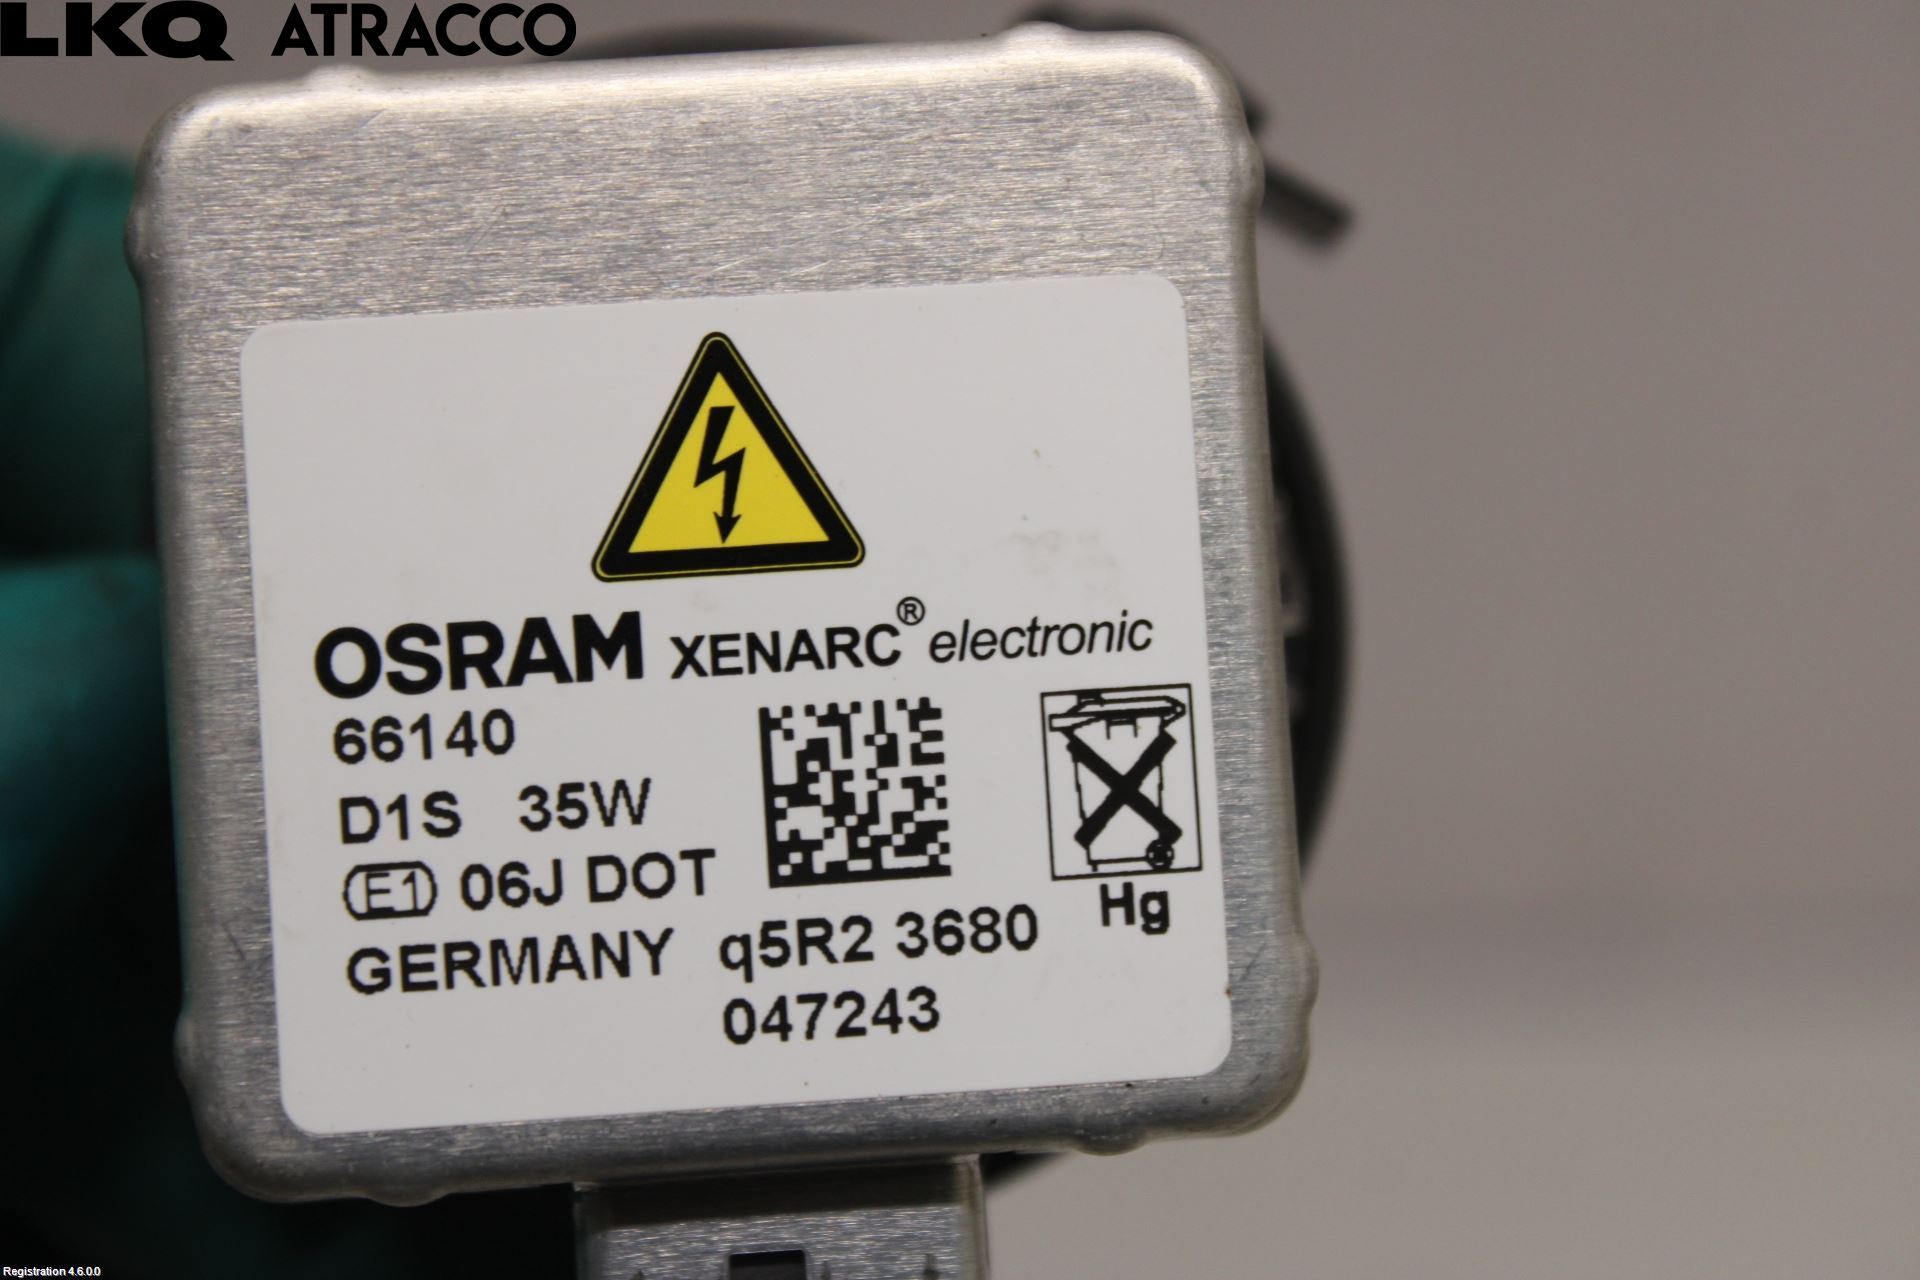 LKQ ATRACCO
OSRAM XENARC® electronic
66140
D1S 35W
E1 06J DOT
Hg
GERMANY q5R2 3680
047243
Registration 4.6.0.0